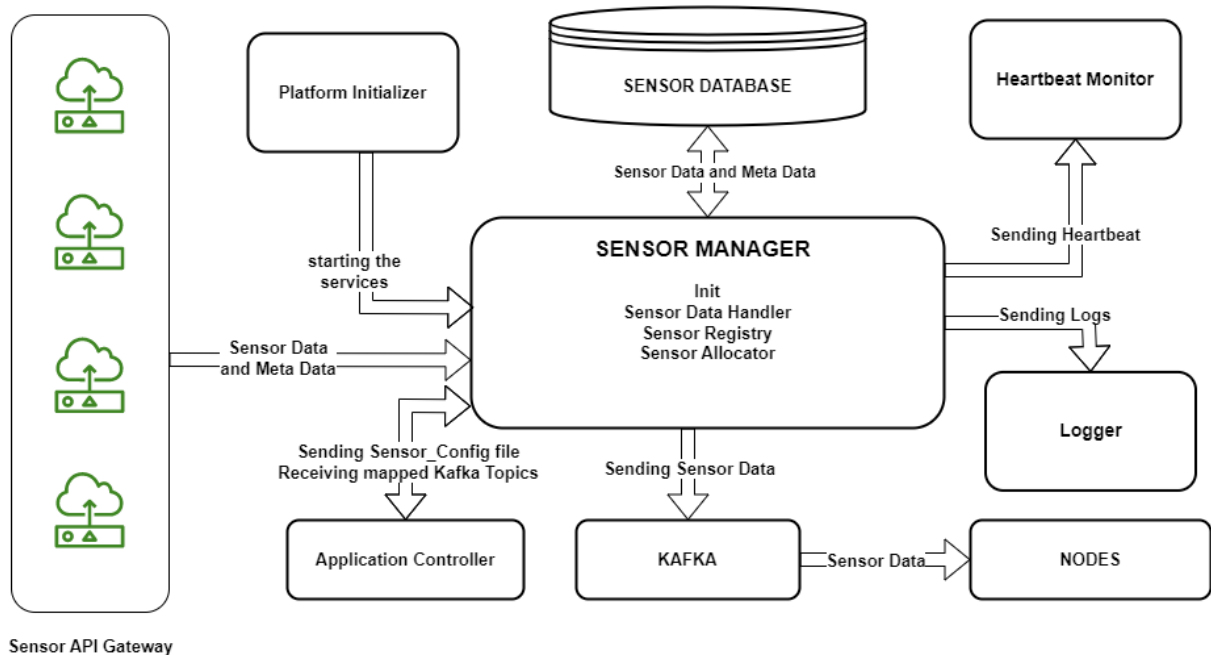 Platform Initializer
SENSOR DATABASE
Heartbeat Monitor
Sensor Data and Meta Data
SENSOR MANAGER
Init
Sensor Data Handler
Sensor Registry
Sensor Allocator
Sending Heartbeat
starting the
services
Sending Logs
Sensor Data
and Meta Data
Logger
Sending Sensor_Config file
Receiving mapped Kafka Topics
Sending Sensor Data
Application Controller
KAFKA
Sensor Data
NODES
Sensor API Gateway